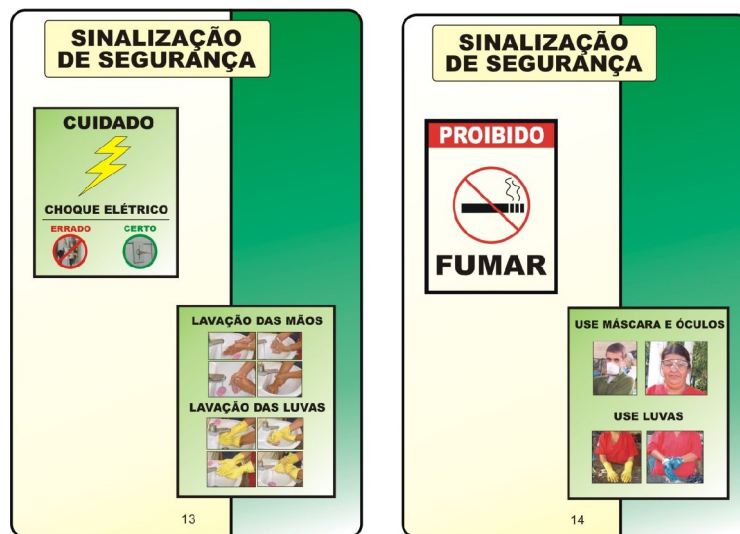 SINALIZAÇÃO
DE SEGURANÇA
CUIDADO
CHOQUE ELÉTRICO
ERRADO
CERTO
LAVAÇÃO DAS MÃOS
LAVAÇÃO DAS LUVAS
13
SINALIZAÇÃO
DE SEGURANÇA
PROIBIDO
FUMAR
USE MÁSCARA E ÓCULOS
USE LUVAS
14